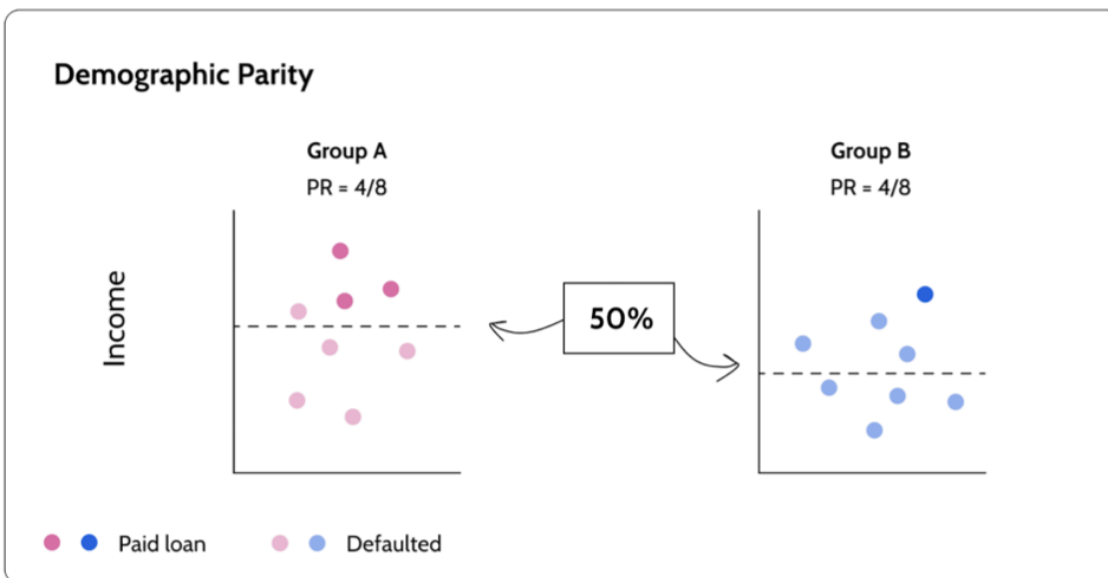 Demographic Parity
Group A
PR = 4/8
Group B
PR = 4/8
Income
50%
Paid loan
Defaulted